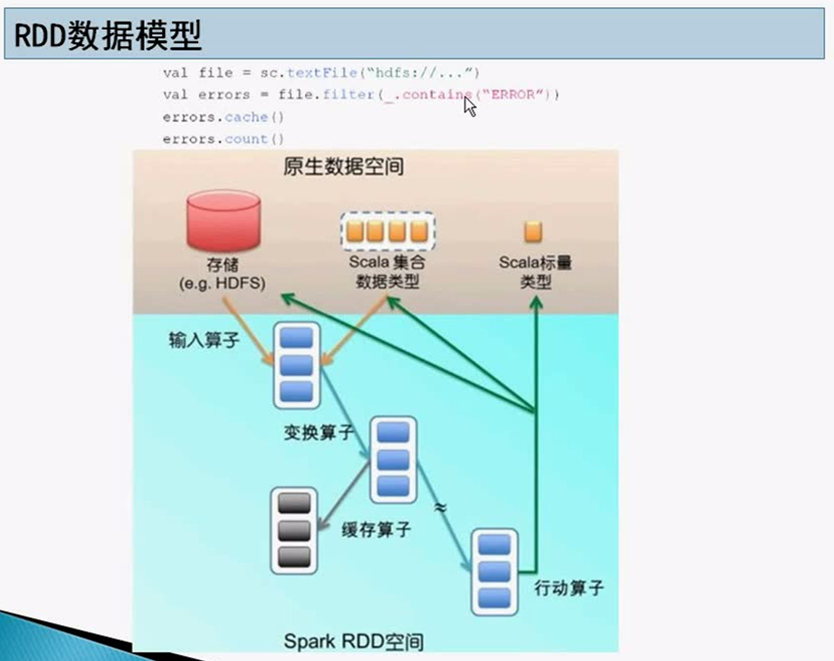 RDD数据模型
val file = sc.textFile(“hdfs://...”)
val errors = file.filter(_.contains(“ERROR”))
errors.cache()
errors.count()
原生数据空间
存储
(e.g. HDFS)
Scala 集合
数据类型
Scala标量
类型
输入算子
变换算子
≈
缓存算子
行动算子
Spark RDD空间